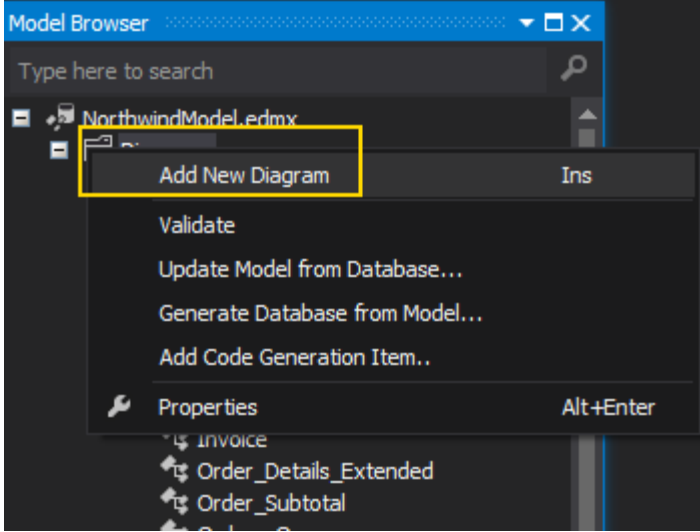 Model Browser
Type here to search
NorthwindModel.edmx
Add New Diagram Ins
Validate
Update Model from Database...
Generate Database from Model...
Add Code Generation Item..
Properties Alt+Enter
Invoice
Order_Details_Extended
Order_Subtotal